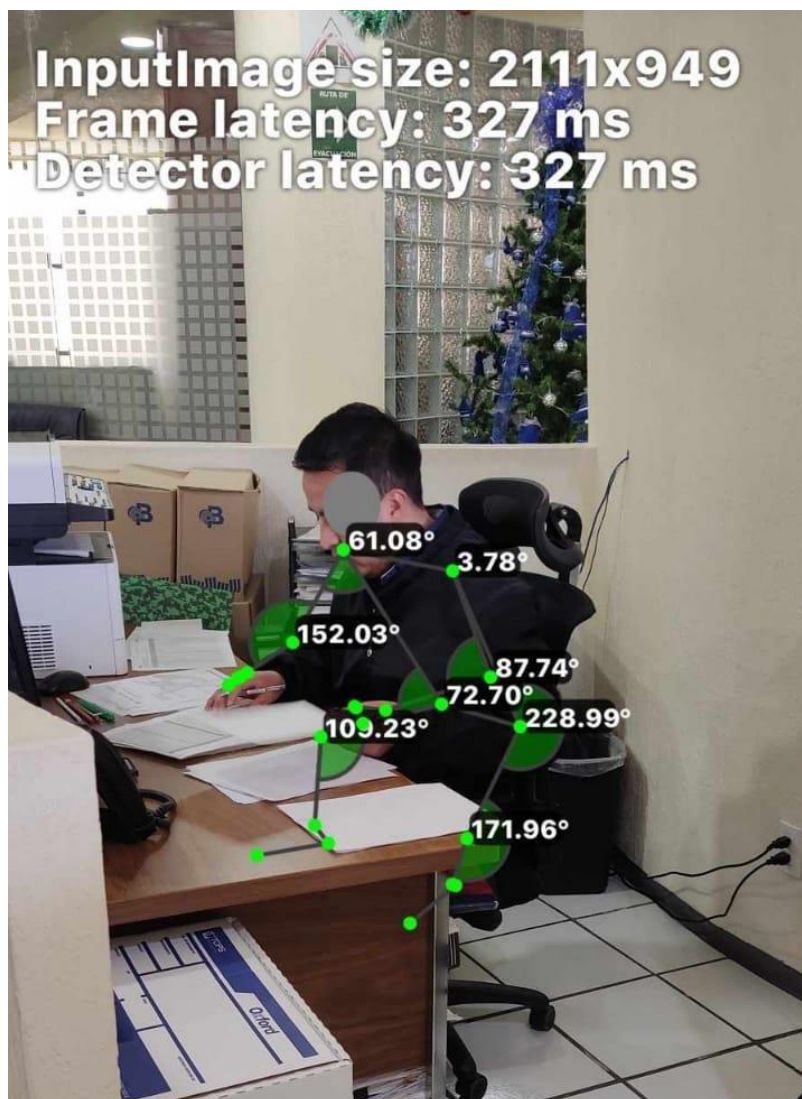 InputImage size: 2111x949
Frame latency: 327 ms
Detector latency: 327 ms
RUTA DE
EVACUACIÓN
61.08°
3.78°
152.03°
87.74°
72.70°
228.99°
109.23°
171.96°
TOPS
Oxford